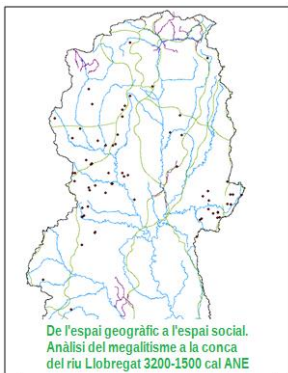 De l'espai geogràfic a l'espai social.
Anàlisi del megalitisme a la conca
del riu Llobregat 3200-1500 cal ANE